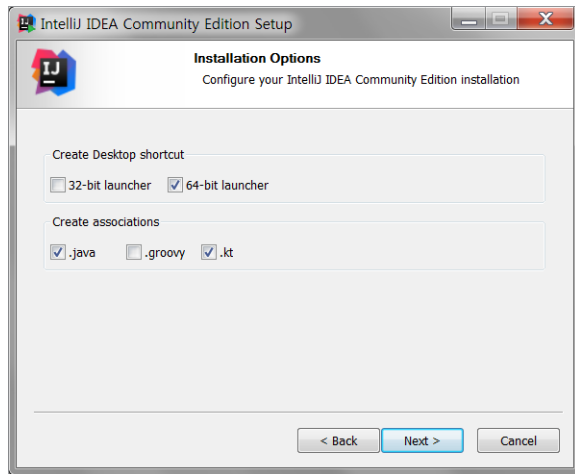 IntelliJ IDEA Community Edition Setup
IJ
Installation Options
Configure your IntelliJ IDEA Community Edition installation
Create Desktop shortcut
32-bit launcher 64-bit launcher
Create associations
.java .groovy .kt
< Back Next > Cancel